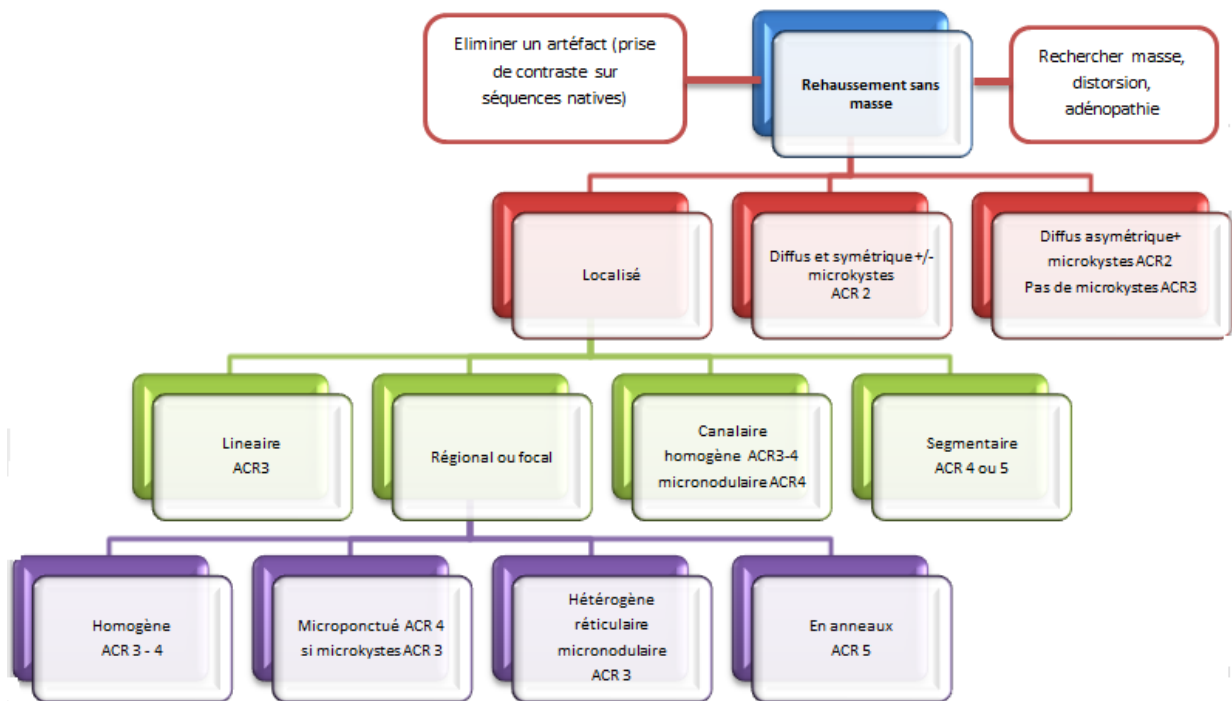 Eliminer un artéfact (prise
de contraste sur
séquences natives)
Rehaussement sans
masse
Rechercher masse,
distorsion,
adénopathie
Localisé
Diffus et symétrique +/-
microkystes
ACR 2
Diffus asymétrique+
microkystes ACR2
Pas de microkystes ACR3
Lineaire
ACR3
Régional ou focal
Canalaire
homogène ACR3-4
micronodulaire ACR4
Segmentaire
ACR 4 ou 5
Homogène
ACR 3 - 4
Microponctué ACR 4
si microkystes ACR 3
Hétérogène
réticulaire
micronodulaire
ACR 3
En anneaux
ACR 5